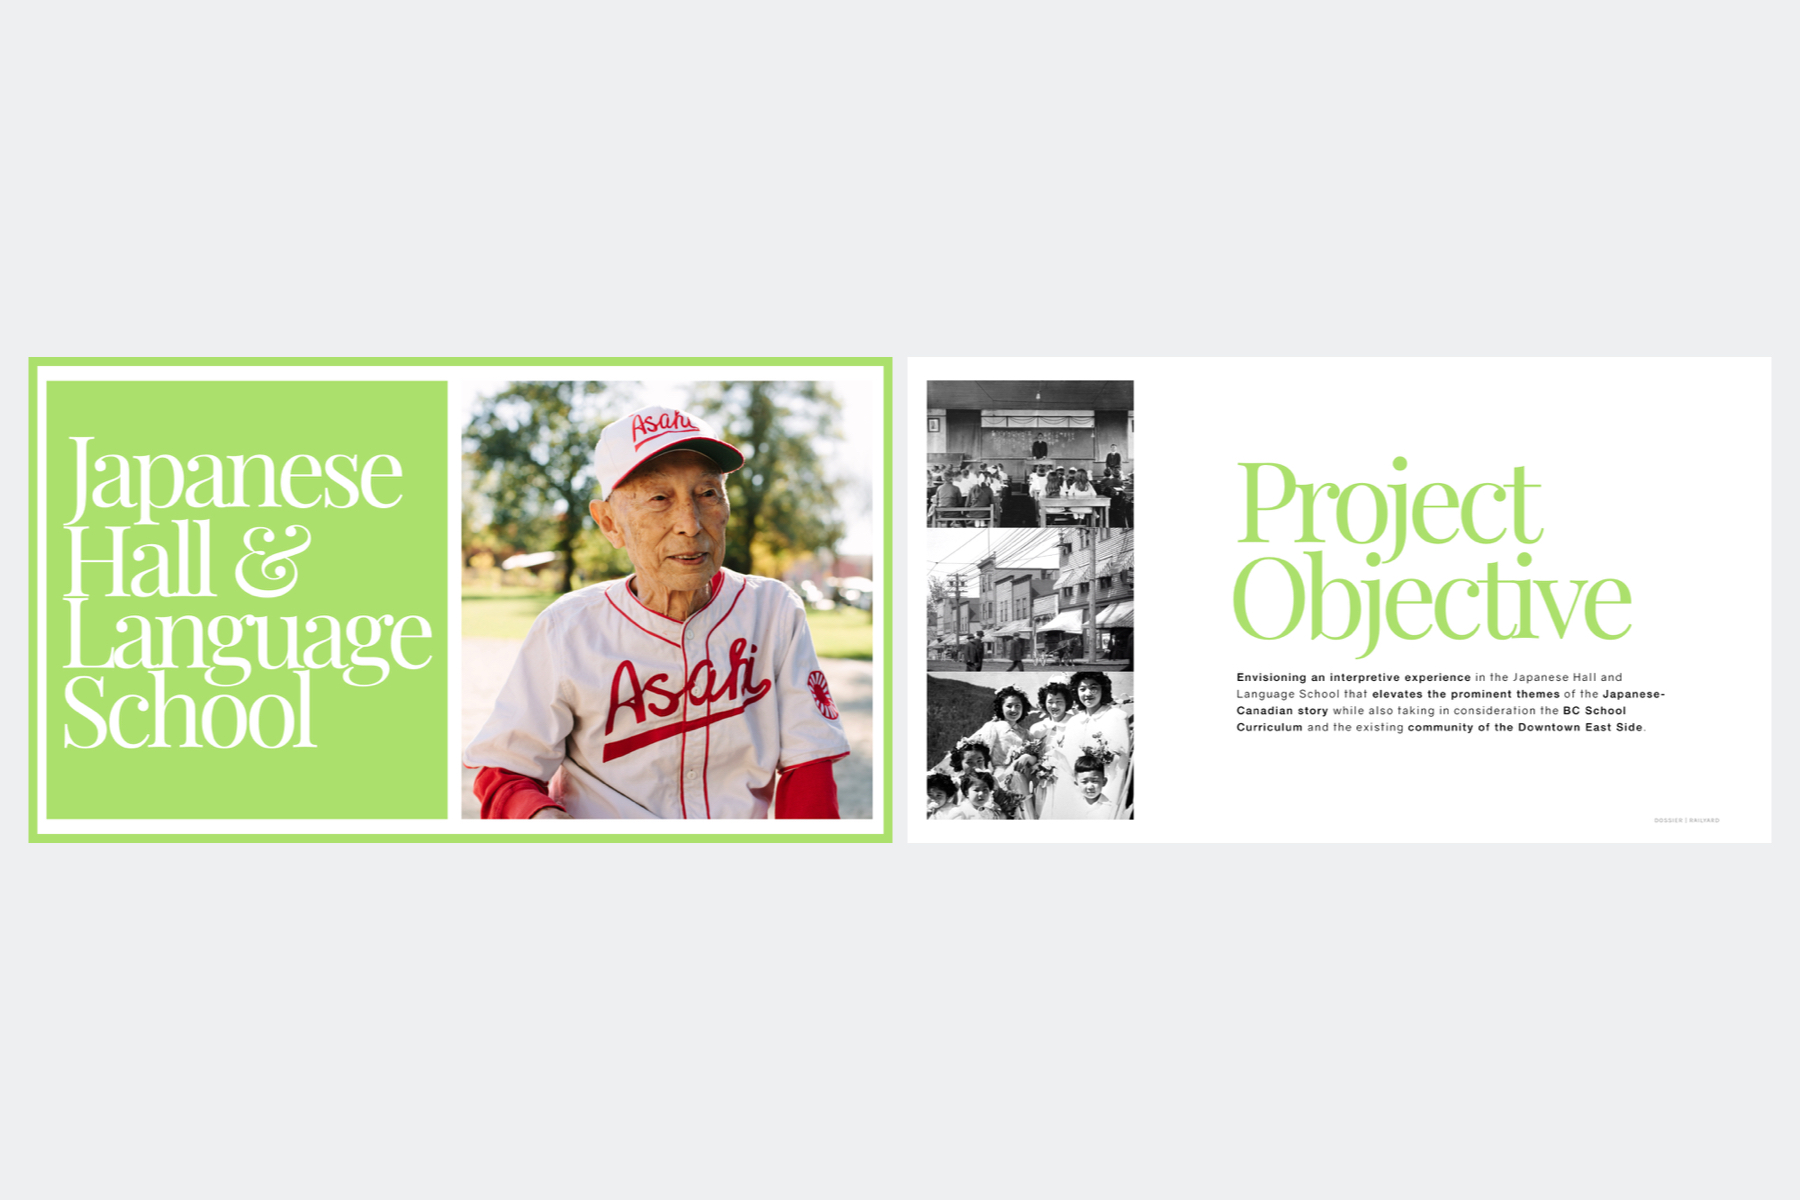 Japanese
Hall &
Language
School
Asahi
Asahi
Project
Objective
Envisioning an interpretive experience in the Japanese Hall and
Language School that elevates the prominent themes of the Japanese-
Canadian story while also taking in consideration the BC School
Curriculum and the existing community of the Downtown East Side.
DOSSIER | RAILYARD